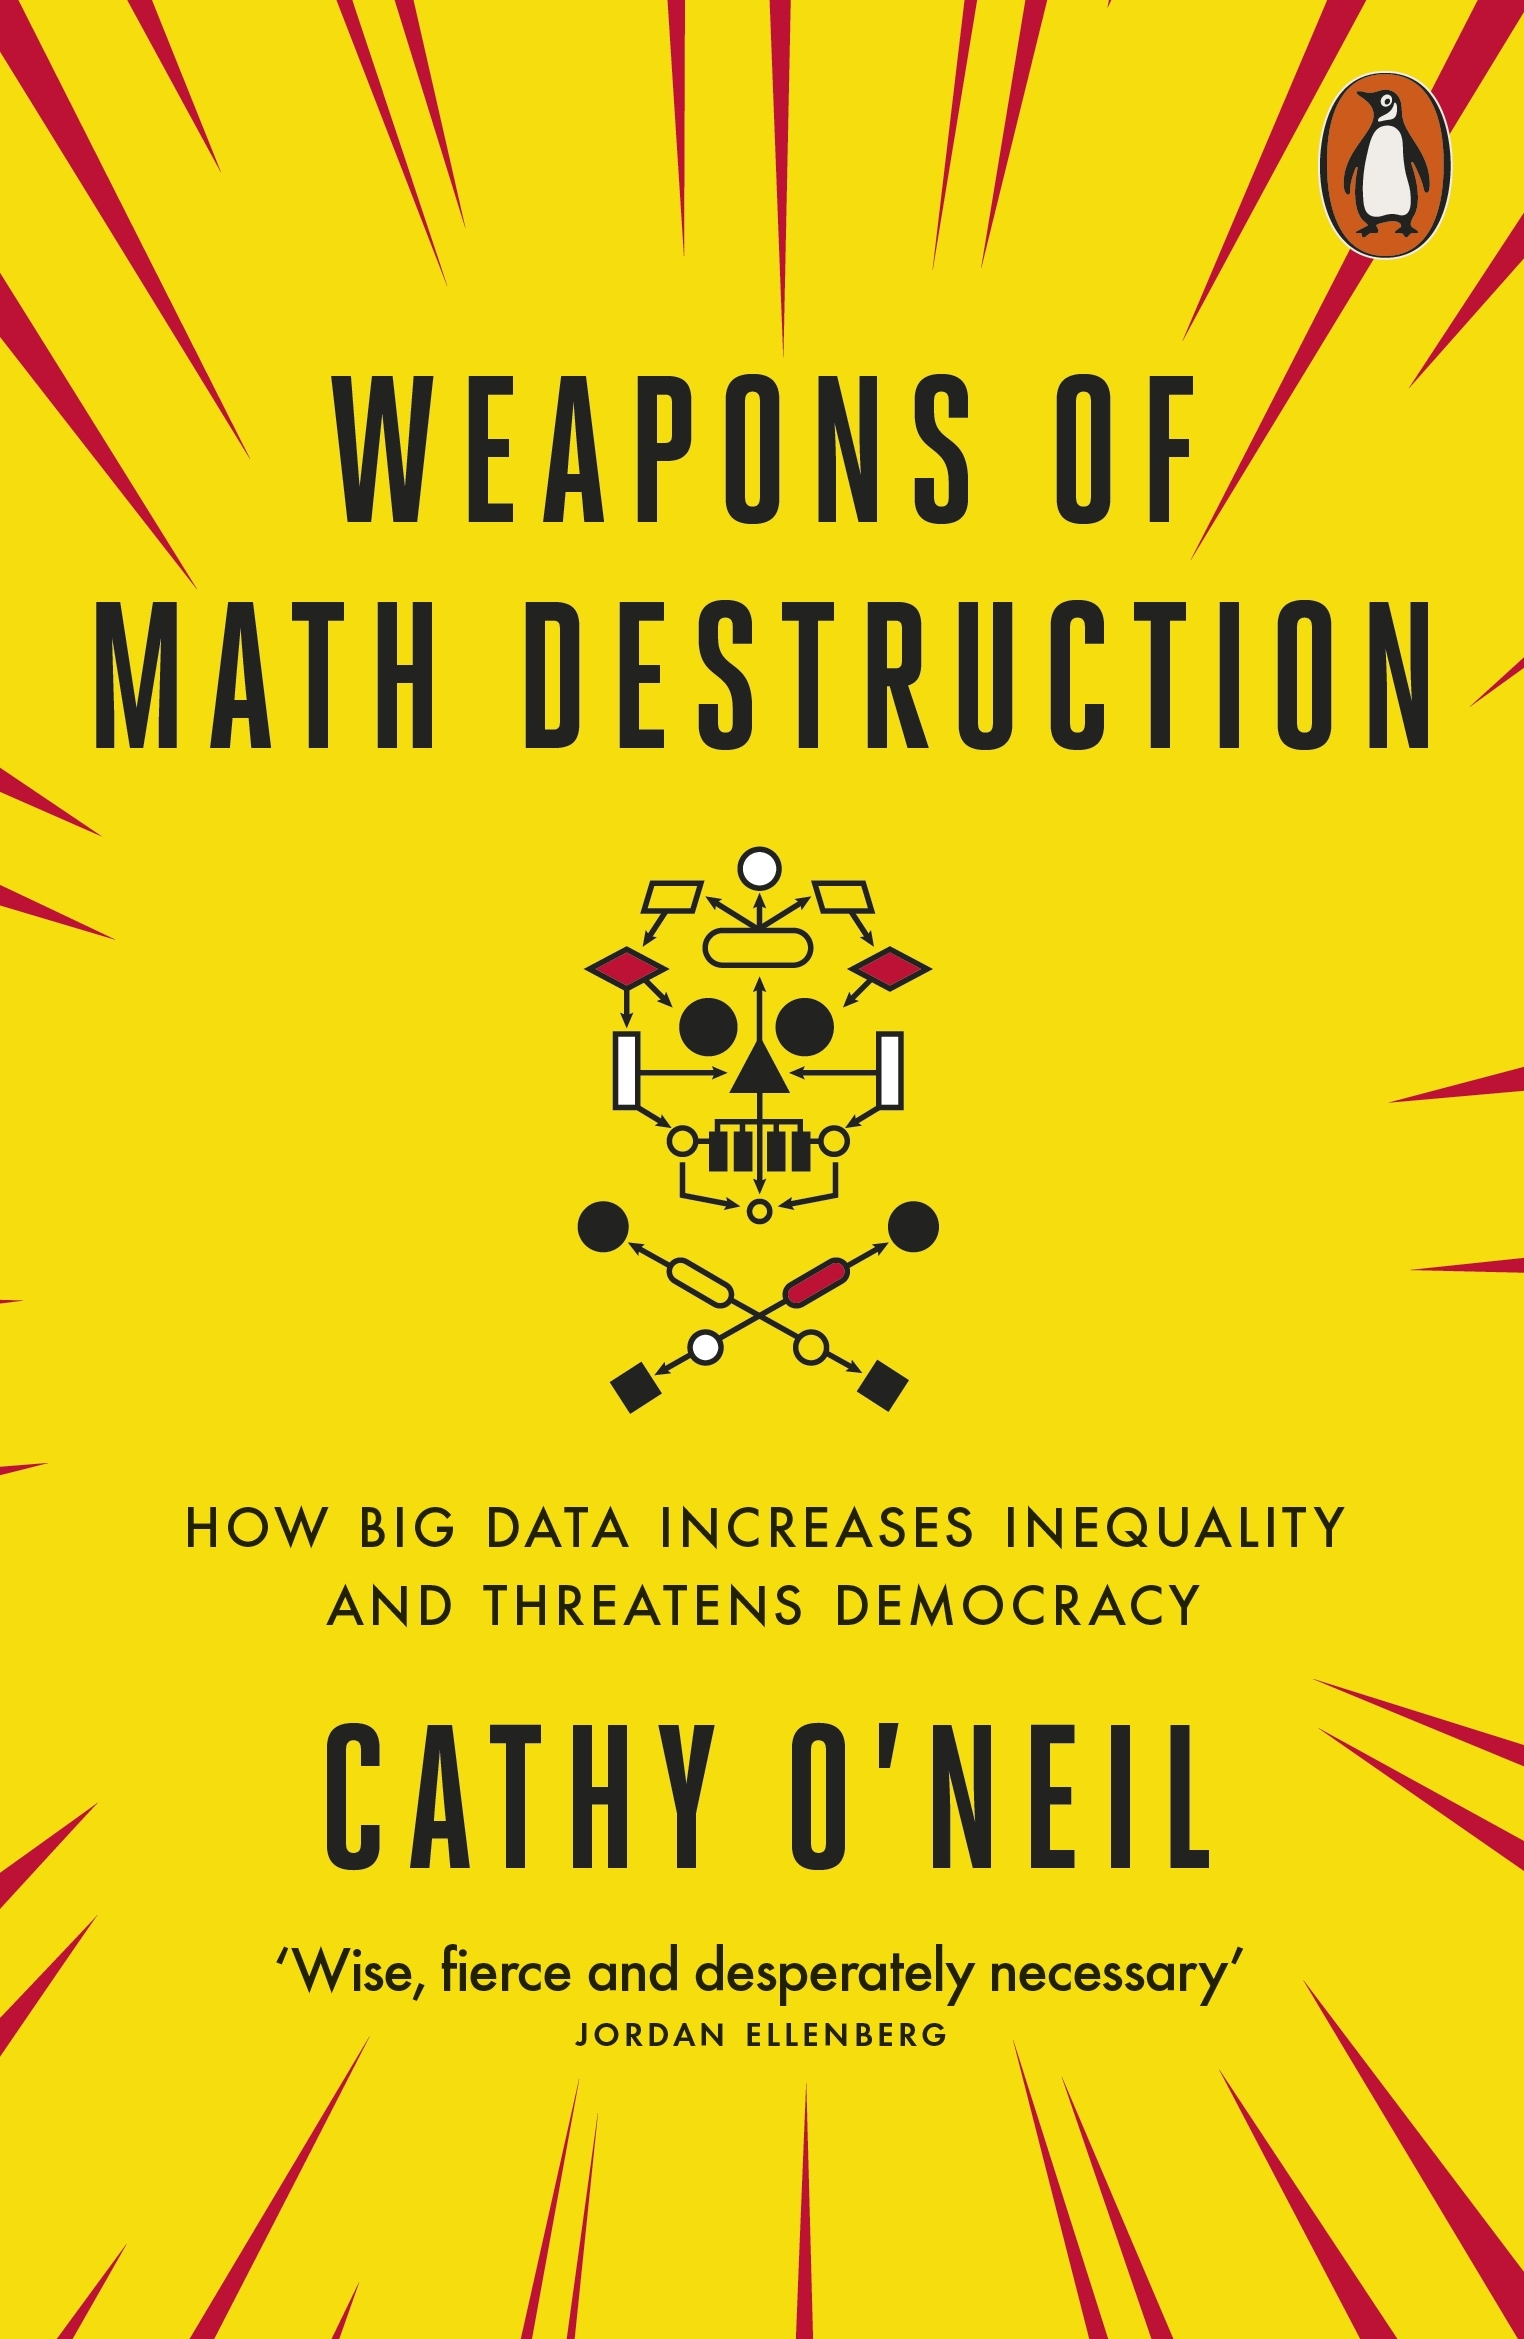 WEAPONS OF
MATH DESTRUCTION
HOW BIG DATA INCREASES INEQUALITY
AND THREATENS DEMOCRACY
CATHY O'NEIL
‘Wise, fierce and desperately necessary’
JORDAN ELLENBERG